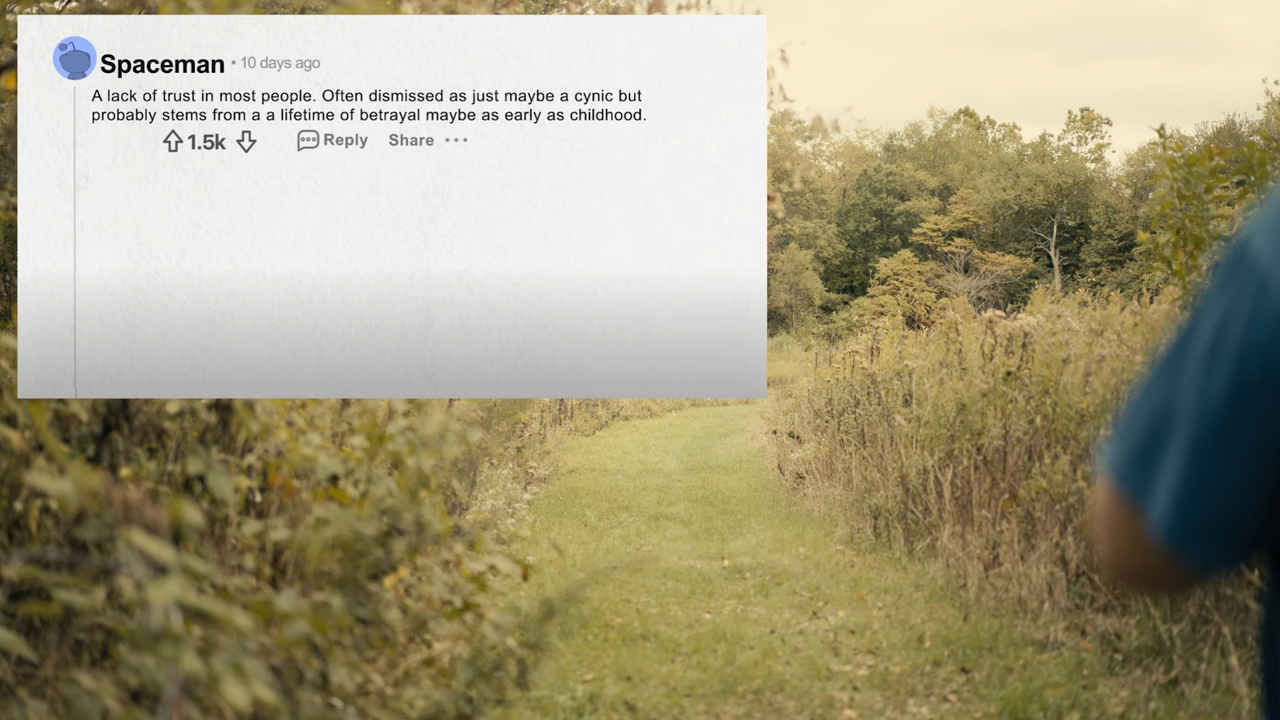 Spaceman • 10 days ago
A lack of trust in most people. Often dismissed as just maybe a cynic but
probably stems from a a lifetime of betrayal maybe as early as childhood.
1.5k Reply Share •••